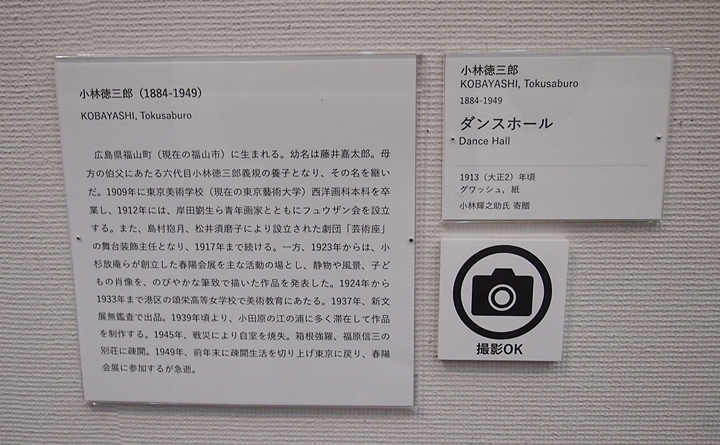 小林徳三郎（1884-1949）
KOBAYASHI, Tokusaburo
広島県福山町（現在の福山市）に生まれる。幼名は藤井嘉太郎。母
方の伯父にあたる六代目小林徳三郎義規の養子となり、その名を継い
だ。1909年に東京美術学校（現在の東京藝術大学）西洋画科本科を卒
業し、1912年には、岸田劉生ら青年画家とともにフュウザン会を設立
する。また、島村抱月、松井須磨子により設立された劇団「芸術座」
の舞台装飾主任となり、1917年まで続ける。一方、1923年からは、小
杉放庵らが創立した春陽会展を主な活動の場とし、静物や風景、子ど
もの肖像を、のびやかな筆致で描いた作品を発表した。1924年から
1933年まで港区の頌栄高等女学校で美術教育にあたる。1937年、新文
展無鑑査で出品。1939年頃より、小田原の江の浦に多く滞在して作品
を制作する。1945年、戦災により自室を焼失。箱根強羅、福原信三の
別荘に疎開。1949年、前年末に疎開生活を切り上げ東京に戻り、春陽
会展に参加するが急逝。
小林徳三郎
KOBAYASHI, Tokusaburo
1884-1949
ダンスホール
Dance Hall
1913（大正2）年頃
グワッシュ，紙
小林輝之助氏 寄贈
撮影OK